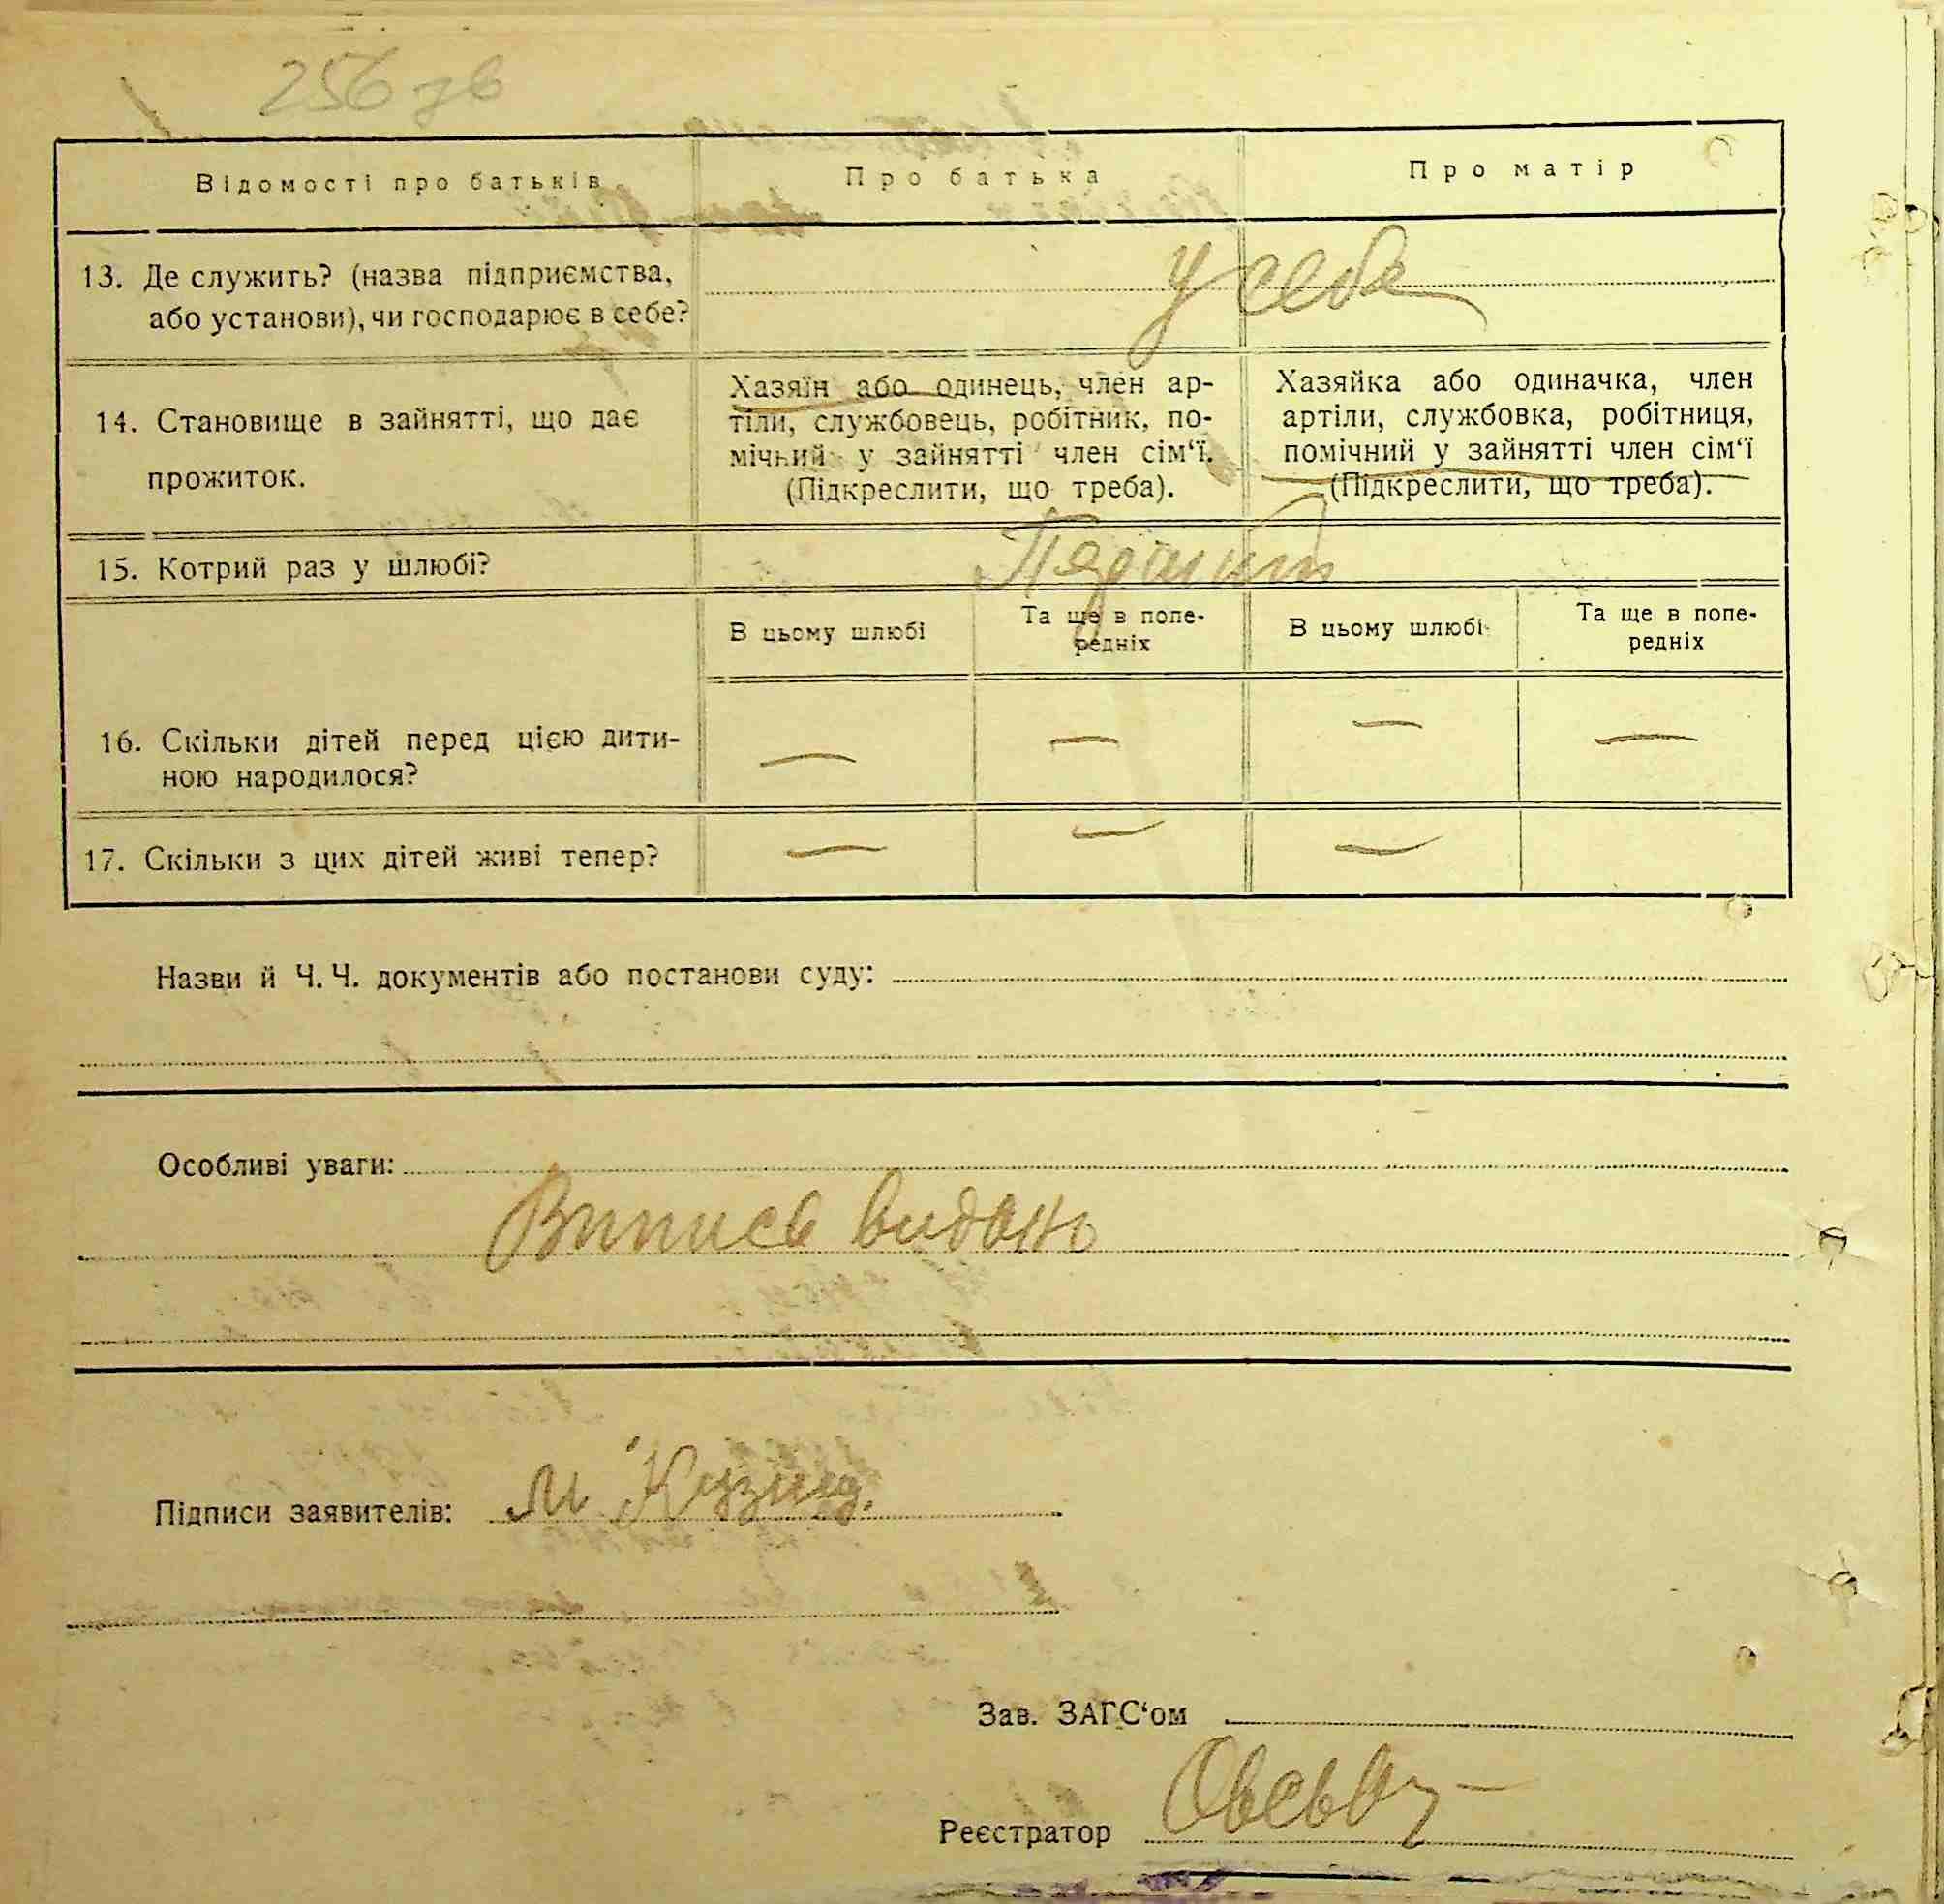 256 зв
Відомості про батьків
Про батька
Про матір
13. Де служить? (назва підприємства,
або установи), чи господарює в себе?
У себе
14. Становище в зайнятті, що дає
прожиток.
Хазяїн або одинець, член ар-
тіли, службовець, робітник, по-
мічний у зайнятті член сім‘ї.
(Підкреслити, що треба).
Хазяйка або одиначка, член
артіли, службовка, робітниця,
помічний у зайнятті член сім‘ї
(Підкреслити, що треба).
15. Котрий раз у шлюбі?
В цьому шлюбі
Та ще в попе-
редніх
В цьому шлюбі
Та ще в попе-
редніх
16. Скільки дітей перед цією дити-
ною народилося?
— — — —
17. Скільки з цих дітей живі тепер?
— — —
Назви й Ч. Ч. документів або постанови суду:
Особливі уваги:
Випись видано
Підписи заявителів: М
Зав. ЗАГС‘ом
Реєстратор